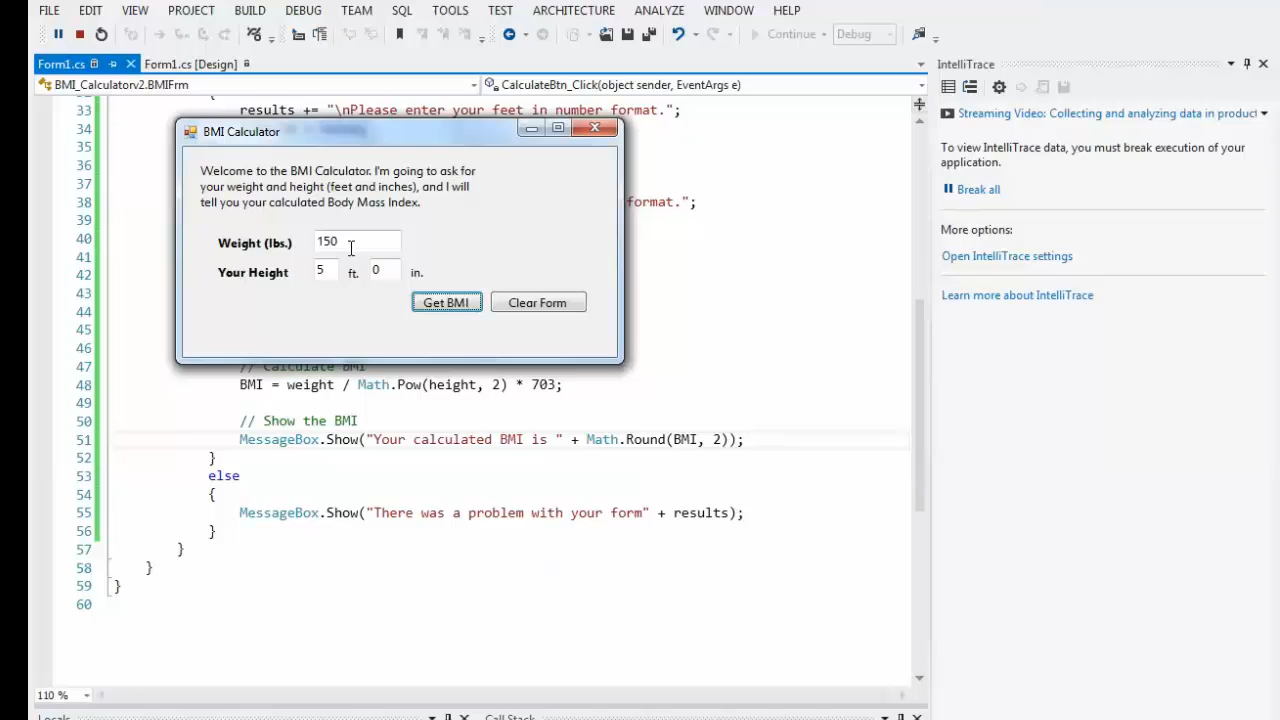 FILE EDIT VIEW PROJECT BUILD DEBUG TEAM SQL TOOLS TEST ARCHITECTURE ANALYZE WINDOW HELP
Continue Debug
Form1.cs Form1.cs [Design] IntelliTrace
BMI_Calculatorv2.BMIFrm CalculateBtn_Click(object sender, EventArgs e)
33 results += "\nPlease enter your feet in number format.";
Streaming Video: Collecting and analyzing data in product
34
BMI Calculator
35
To view IntelliTrace data, you must break execution of your
application.
36
Welcome to the BMI Calculator. I'm going to ask for
37
your weight and height (feet and inches), and I will
Break all
38 format.";
tell you your calculated Body Mass Index.
39
More options:
40
Weight (lbs.) 150
41
Open IntelliTrace settings
42
Your Height 5 ft. 0 in.
43
Learn more about IntelliTrace
44
Get BMI Clear Form
45
46
47 // Calculate BMI
48 BMI = weight / Math.Pow(height, 2) * 703;
49
50 // Show the BMI
51 MessageBox.Show("Your calculated BMI is " + Math.Round(BMI, 2));
52 }
53 else
54 {
55 MessageBox.Show("There was a problem with your form" + results);
56 }
57 }
58 }
59 }
60
110 %
Locals Call Stack